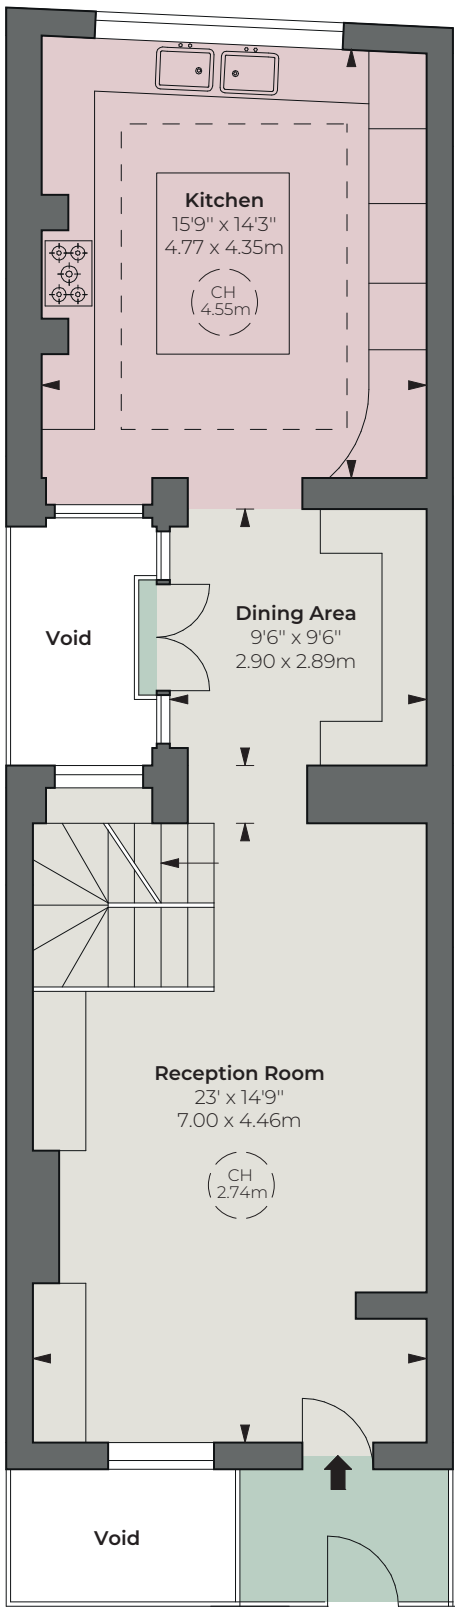 Kitchen
15'9" x 14'3"
4.77 x 4.35m
CH
4.55m
Dining Area
9'6" x 9'6"
2.90 x 2.89m
Void
Reception Room
23' x 14'9"
7.00 x 4.46m
CH
2.74m
Void